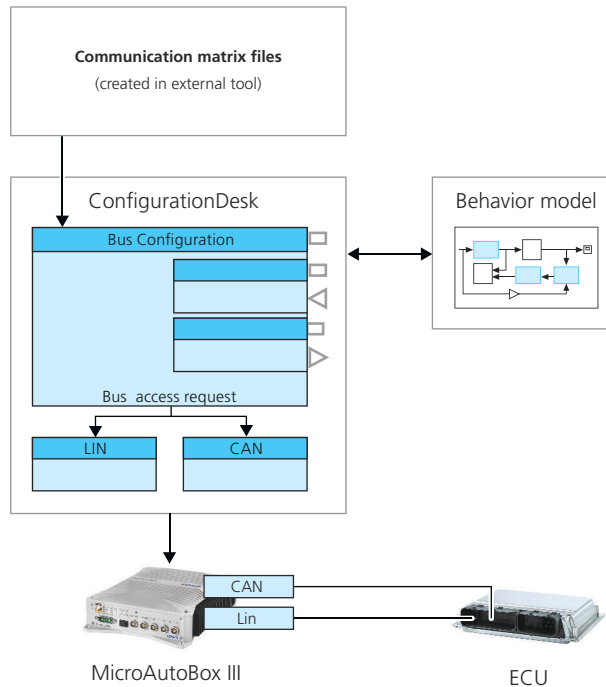 Communication matrix files
(created in external tool)
ConfigurationDesk
Behavior model
Bus Configuration
Bus access request
LIN
CAN
CAN
Lin
MicroAutoBox III
ECU